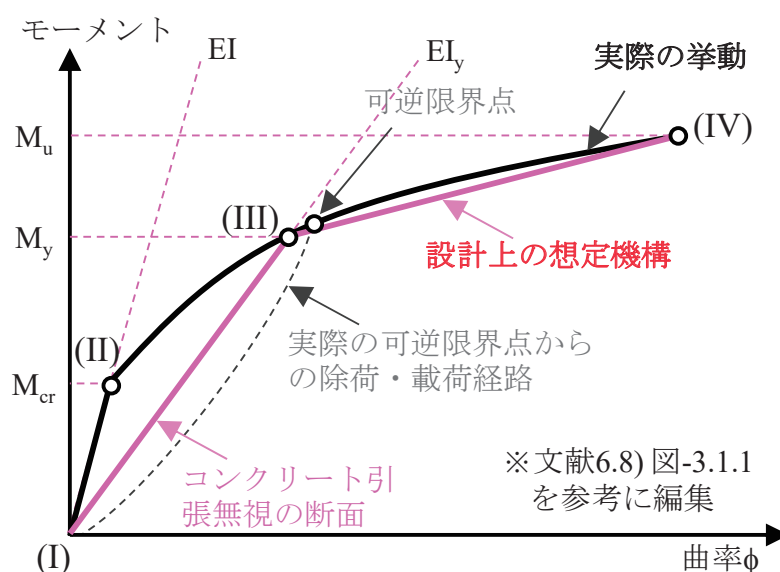 モーメント
EI
EIy
実際の挙動
可逆限界点
Mu
(IV)
(III)
My
設計上の想定機構
(II)
実際の可逆限界点から
の除荷・載荷経路
Mcr
コンクリート引
張無視の断面
※文献6.8) 図-3.1.1
を参考に編集
(I)
曲率ϕ